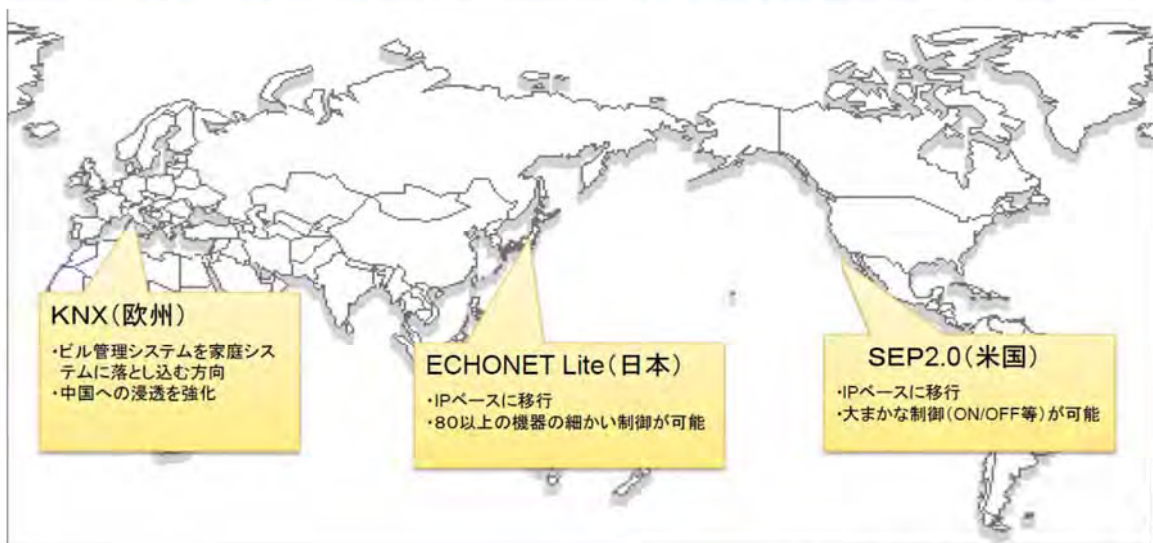 KNX(欧州)
・ビル管理システムを家庭シス
テムに落とし込む方向
・中国への浸透を強化
ECHONET Lite(日本)
・IPベースに移行
・80以上の機器の細かい制御が可能
SEP2.0(米国)
・IPベースに移行
・大まかな制御(ON/OFF等)が可能